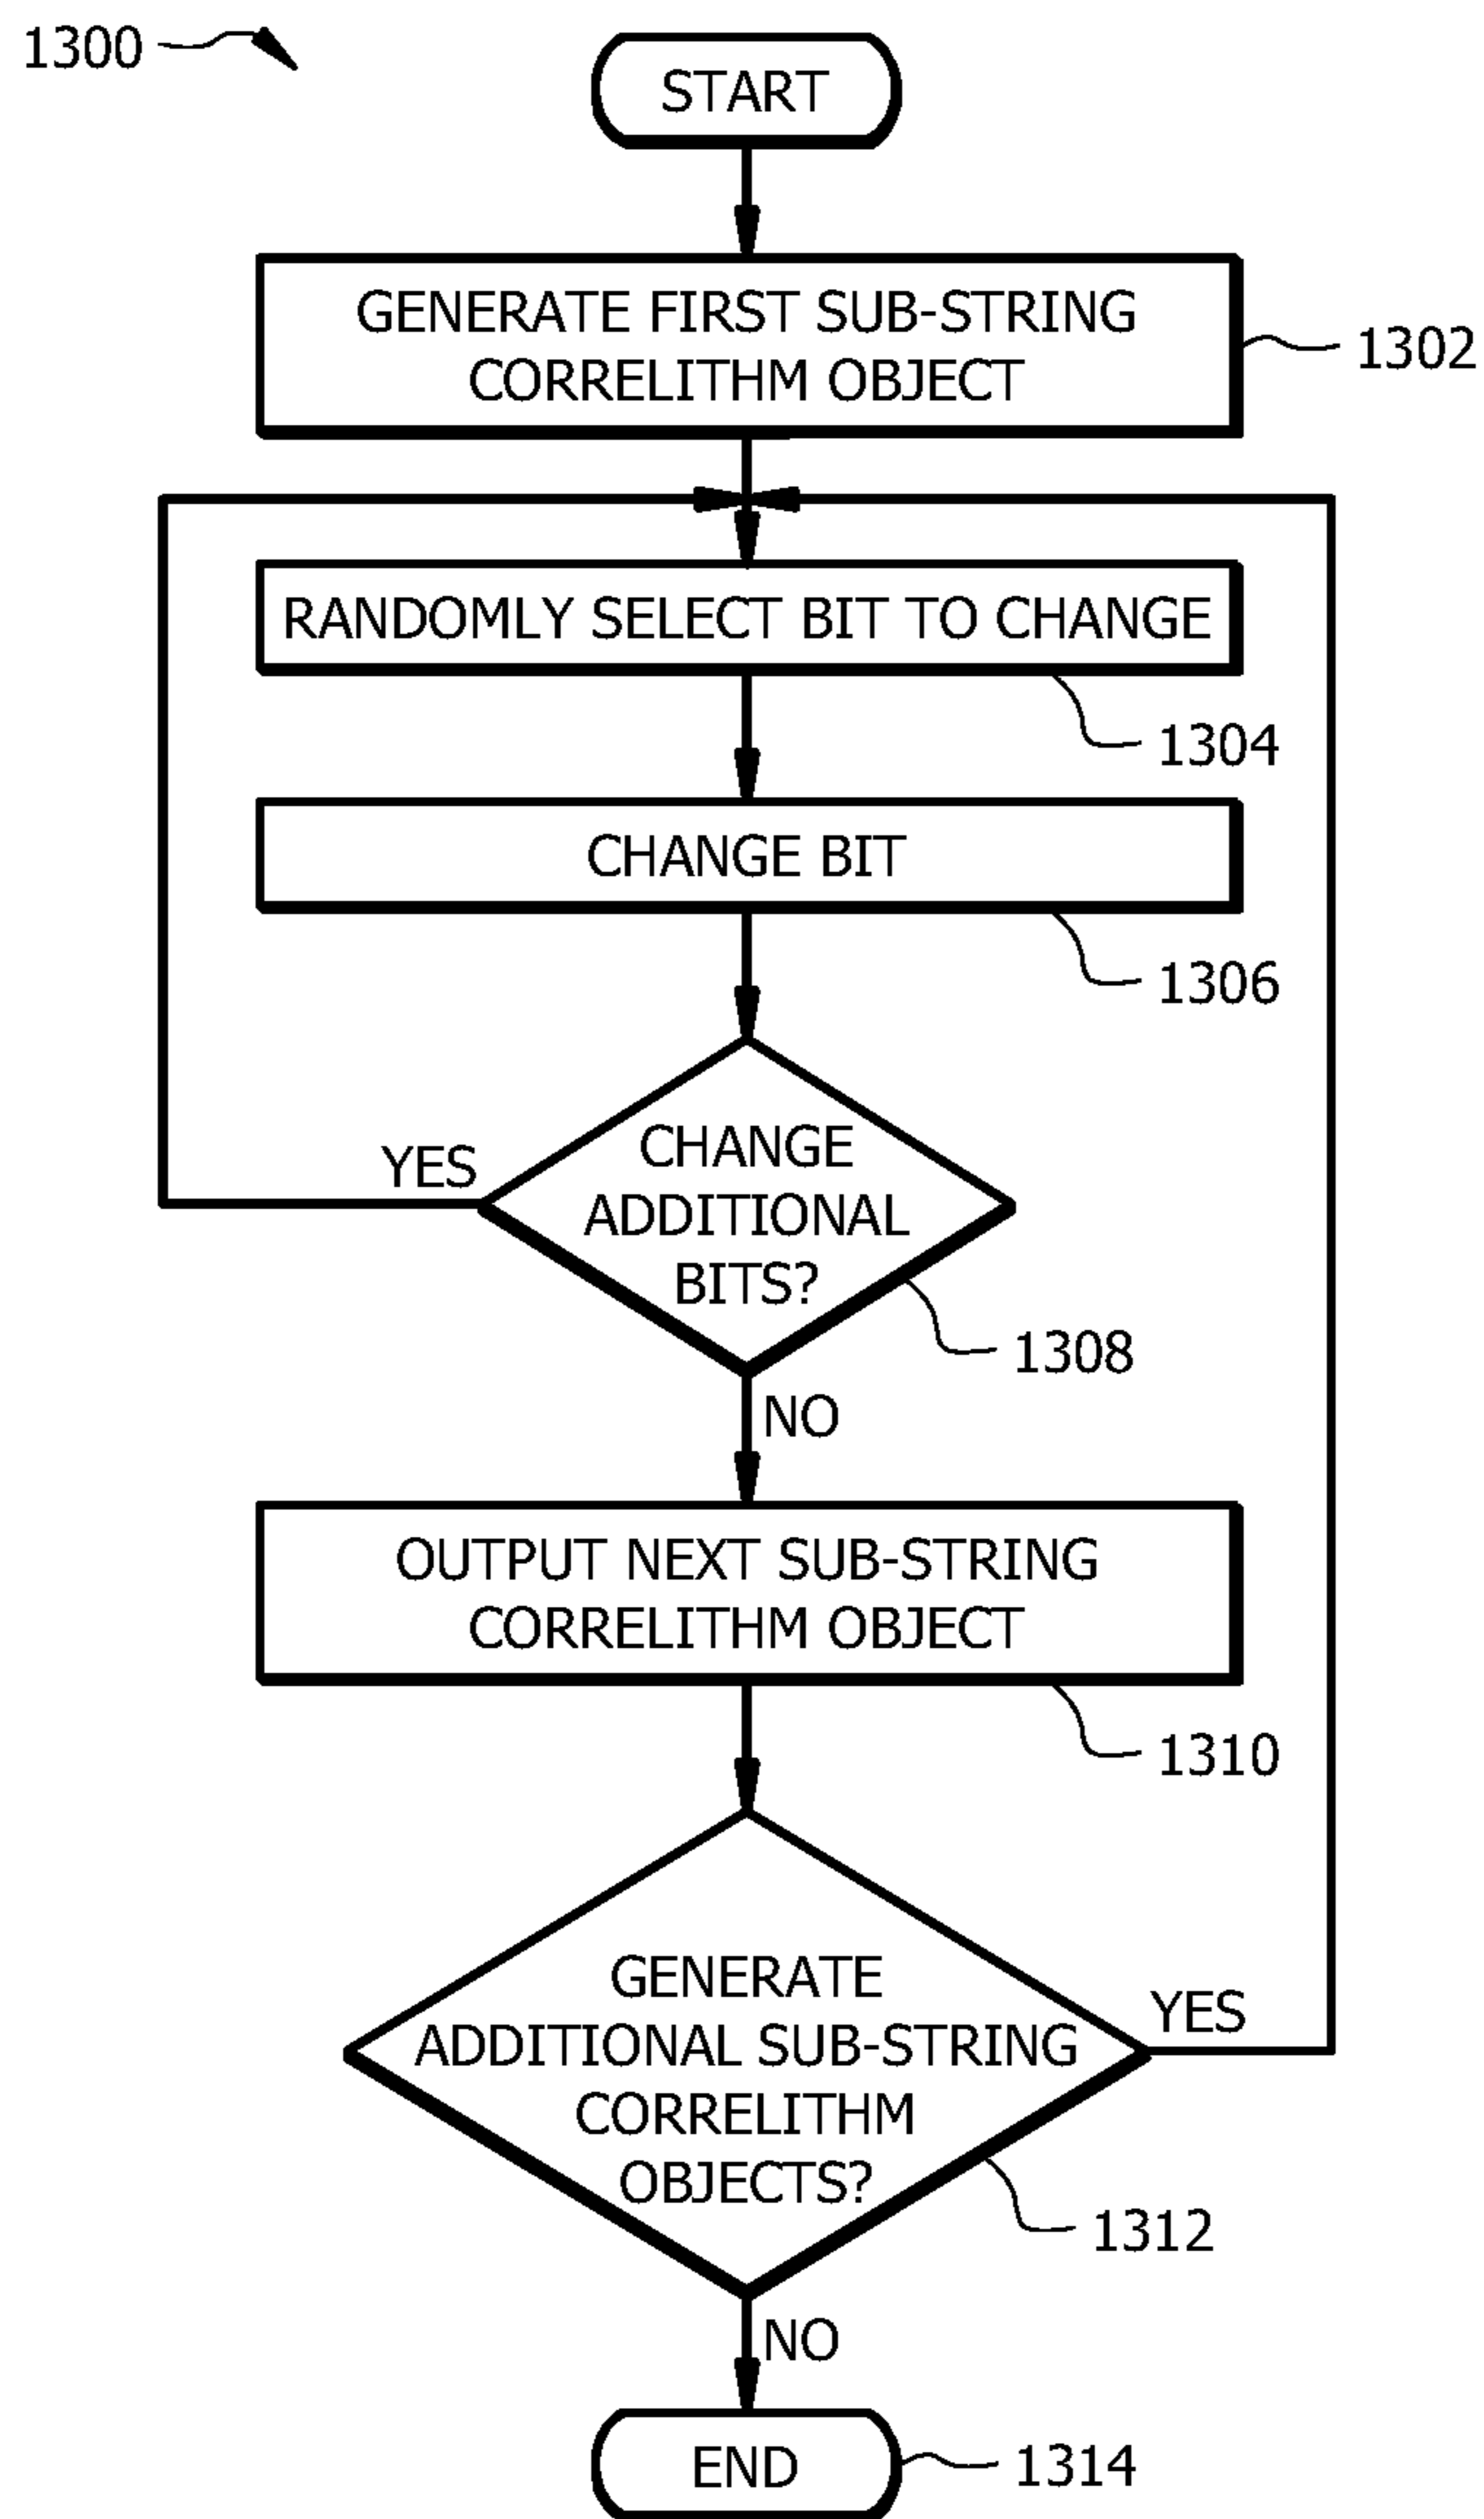 1300
START
GENERATE FIRST SUB-STRING
CORRELITHM OBJECT
1302
RANDOMLY SELECT BIT TO CHANGE
1304
CHANGE BIT
1306
YES
CHANGE
ADDITIONAL
BITS?
1308
NO
OUTPUT NEXT SUB-STRING
CORRELITHM OBJECT
1310
GENERATE
ADDITIONAL SUB-STRING
CORRELITHM
OBJECTS?
YES
1312
NO
END
1314